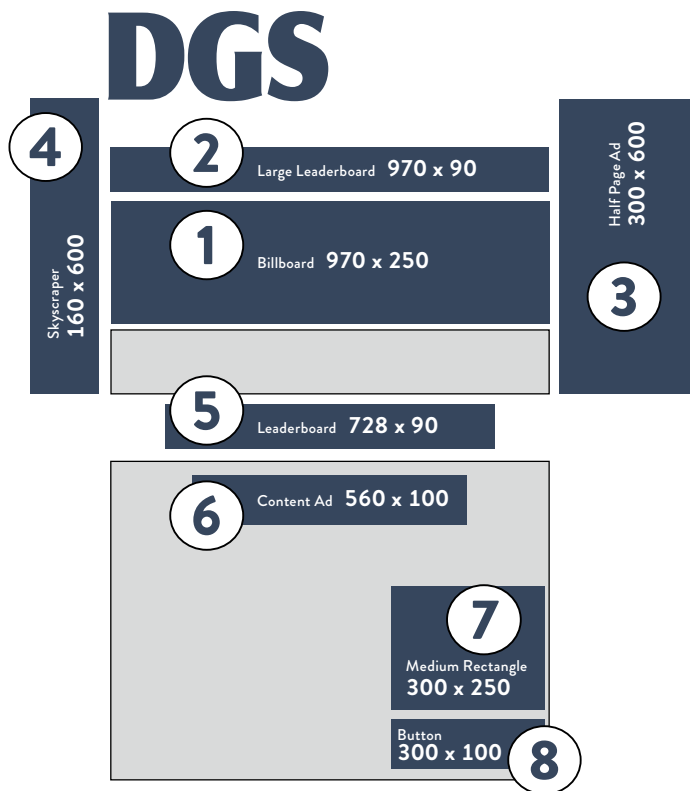 DGS
4
Skyscraper
160 x 600
2
Large Leaderboard 970 x 90
1
Billboard 970 x 250
Half Page Ad
300 x 600
3
5
Leaderboard 728 x 90
6
Content Ad 560 x 100
7
Medium Rectangle
300 x 250
Button
300 x 100
8